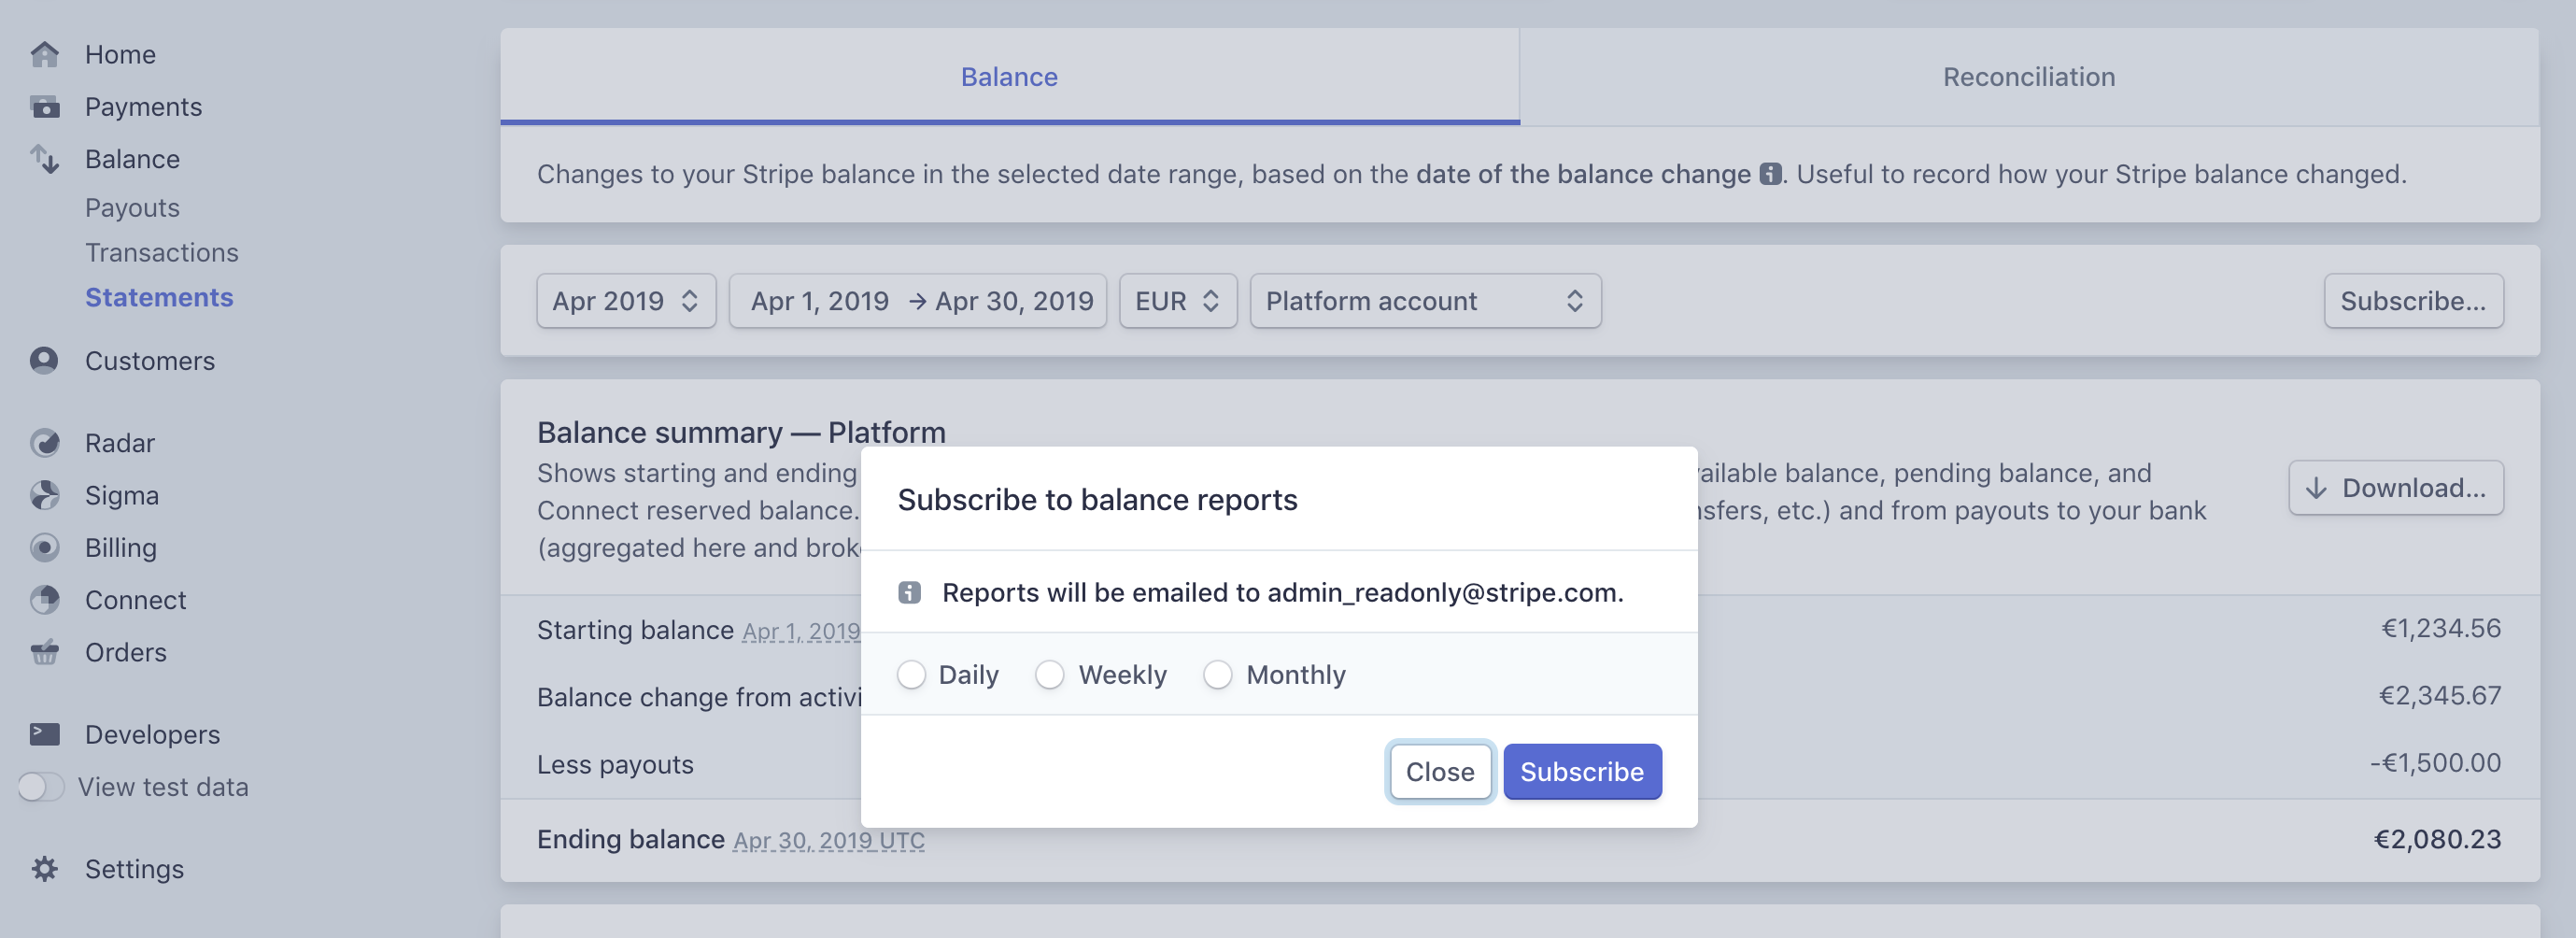 Home
Payments
Balance
Payouts
Transactions
Statements
Customers
Radar
Sigma
Billing
Connect
Orders
Developers
View test data
Settings
Balance
Reconciliation
Changes to your Stripe balance in the selected date range, based on the date of the balance change i. Useful to record how your Stripe balance changed.
Apr 2019 Apr 1, 2019 → Apr 30, 2019 EUR Platform account Subscribe...
Balance summary — Platform
Shows starting and ending ailable balance, pending balance, and
Connect reserved balance. nsfers, etc.) and from payouts to your bank
(aggregated here and brok
Download...
Starting balance Apr 1, 2019 €1,234.56
Balance change from activi €2,345.67
Less payouts -€1,500.00
Ending balance Apr 30, 2019 UTC €2,080.23
Subscribe to balance reports
Reports will be emailed to admin_readonly@stripe.com.
Daily Weekly Monthly
Close Subscribe